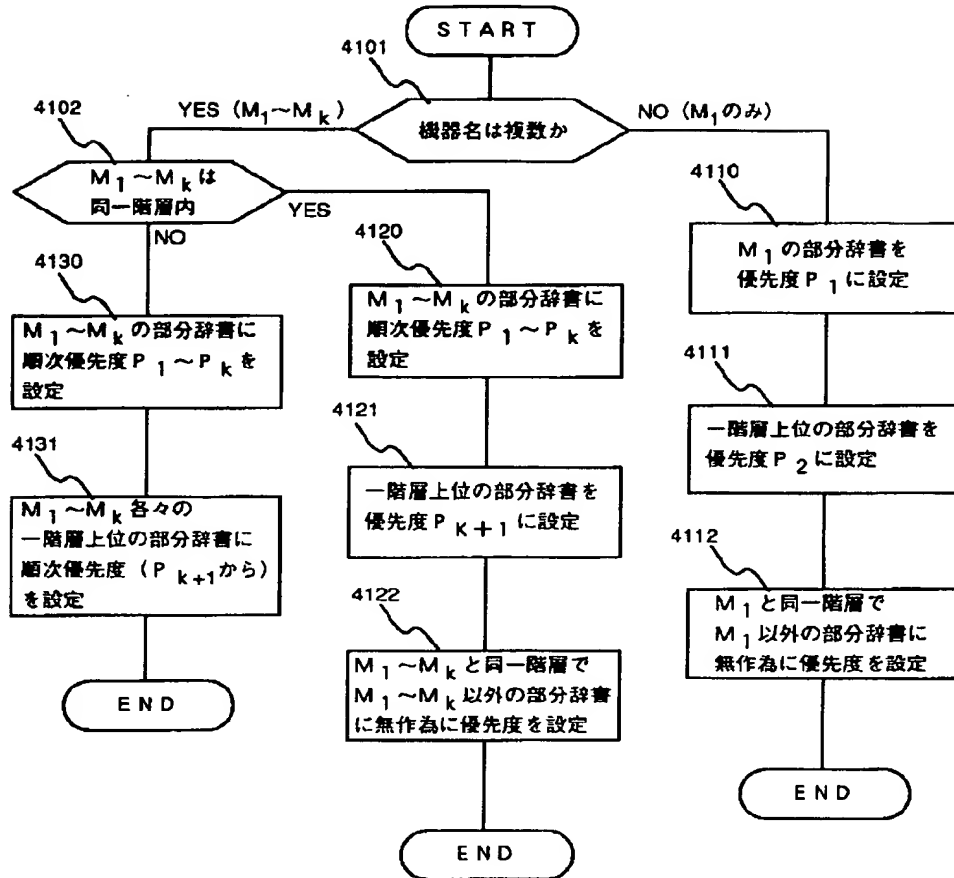 START
4101
機器名は複数か
YES (M₁〜Mₖ)
NO (M₁のみ)
4102
M₁〜Mₖは
同一階層内
YES
NO
4130
M₁〜Mₖの部分辞書に
順次優先度P₁〜Pₖを
設定
4131
M₁〜Mₖ各々の
一階層上位の部分辞書に
順次優先度(Pₖ₊₁から)
を設定
END
4120
M₁〜Mₖの部分辞書に
順次優先度P₁〜Pₖを
設定
4121
一階層上位の部分辞書を
優先度P_K+1に設定
4122
M₁〜Mₖと同一階層で
M₁〜Mₖ以外の部分辞書
に無作為に優先度を設定
END
4110
M₁の部分辞書を
優先度P₁に設定
4111
一階層上位の部分辞書を
優先度P₂に設定
4112
M₁と同一階層で
M₁以外の部分辞書に
無作為に優先度を設定
END